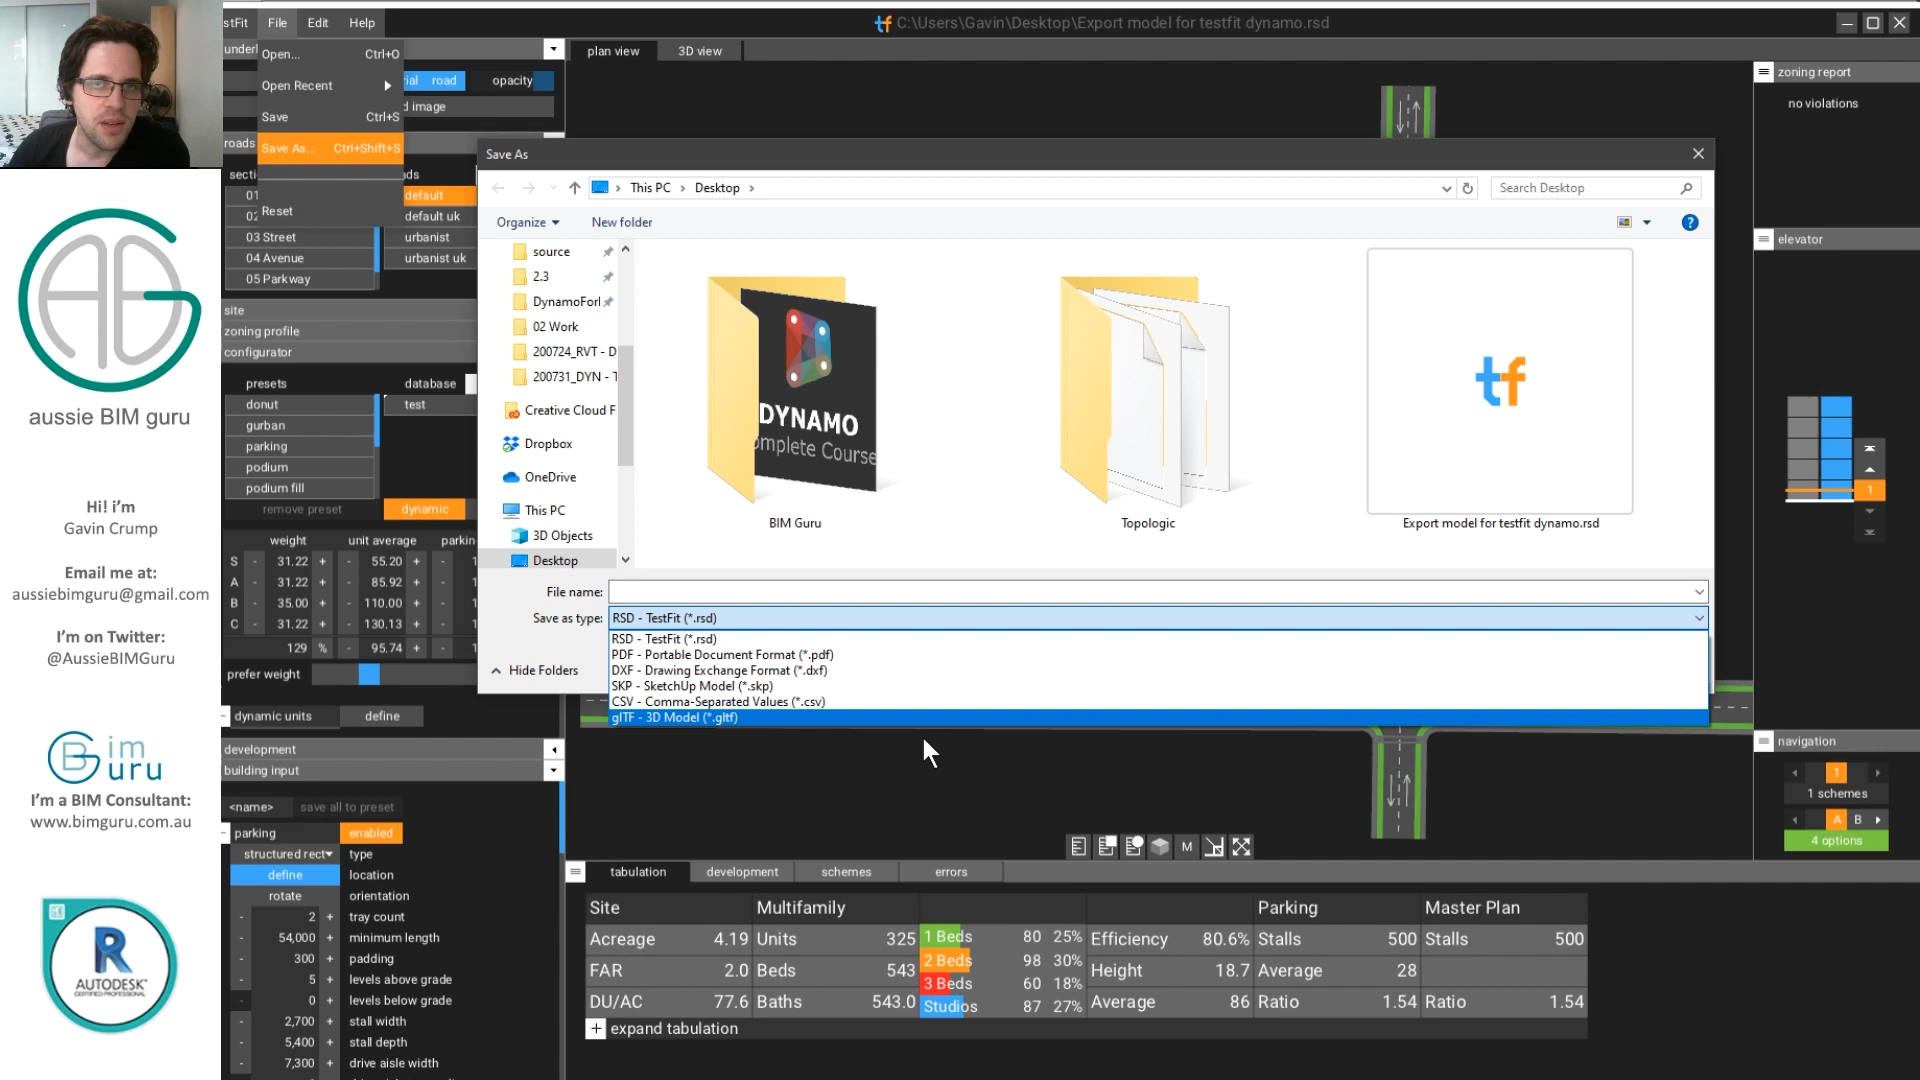 stFit File Edit Help
C:\Users\Gavin\Desktop\Export model for testfit dynamo.rsd
Open... Ctrl+O
Open Recent
Save Ctrl+S
Save As... Ctrl+Shift+S
Reset
road
opacity
d image
roads
default
default uk
03 Street
urbanist
04 Avenue
urbanist uk
05 Parkway
site
zoning profile
configurator
presets
database
donut
test
gurban
parking
podium
podium fill
remove preset
dynamic
weight unit average
S - 31.22 + 55.20 + -
A - 31.22 + 85.92 + -
B - 35.00 + 110.00 + -
C - 31.22 + 130.13 + -
129 % - 95.74 + -
prefer weight
dynamic units
define
development
building input
<name> save all to preset
parking
enabled
structured rect type
define location
rotate orientation
- 2 + tray count
- 54,000 + minimum length
- 300 + padding
- 5 + levels above grade
- 0 + levels below grade
- 2,700 + stall width
- 5,400 + stall depth
- 7,300 + drive aisle width
plan view 3D view
Save As
This PC > Desktop >
Search Desktop
Organize
New folder
source
2.3
02 Work
200724_RVT - D
200731_DYN - T
Creative Cloud F
Dropbox
OneDrive
This PC
3D Objects
Desktop
DYNAMO
omplete Course
tf
BIM Guru
Topologic
Export model for testfit dynamo.rsd
File name:
Save as type: RSD - TestFit (*.rsd)
RSD - TestFit (*.rsd)
PDF - Portable Document Format (*.pdf)
DXF - Drawing Exchange Format (*.dxf)
SKP - SketchUp Model (*.skp)
CSV - Comma-Separated Values (*.csv)
glTF - 3D Model (*.gltf)
Hide Folders
zoning report
no violations
elevator
1
navigation
1
1 schemes
A B
4 options
M
tabulation development schemes errors
Site Multifamily Parking Master Plan
Acreage 4.19 Units 325 1 Beds 80 25% Efficiency 80.6% Stalls 500 Stalls 500
FAR 2.0 Beds 543 2 Beds 98 30% Height 18.7 Average 28
3 Beds 60 18%
DU/AC 77.6 Baths 543.0 Studios 87 27% Average 86 Ratio 1.54 Ratio 1.54
+ expand tabulation
aussie BIM guru
Hi! i'm
Gavin Crump
Email me at:
aussiebimguru@gmail.com
I'm on Twitter:
@AussieBIMGuru
Bim
Guru
I'm a BIM Consultant:
www.bimguru.com.au
R
AUTODESK
CERTIFIED PROFESSIONAL